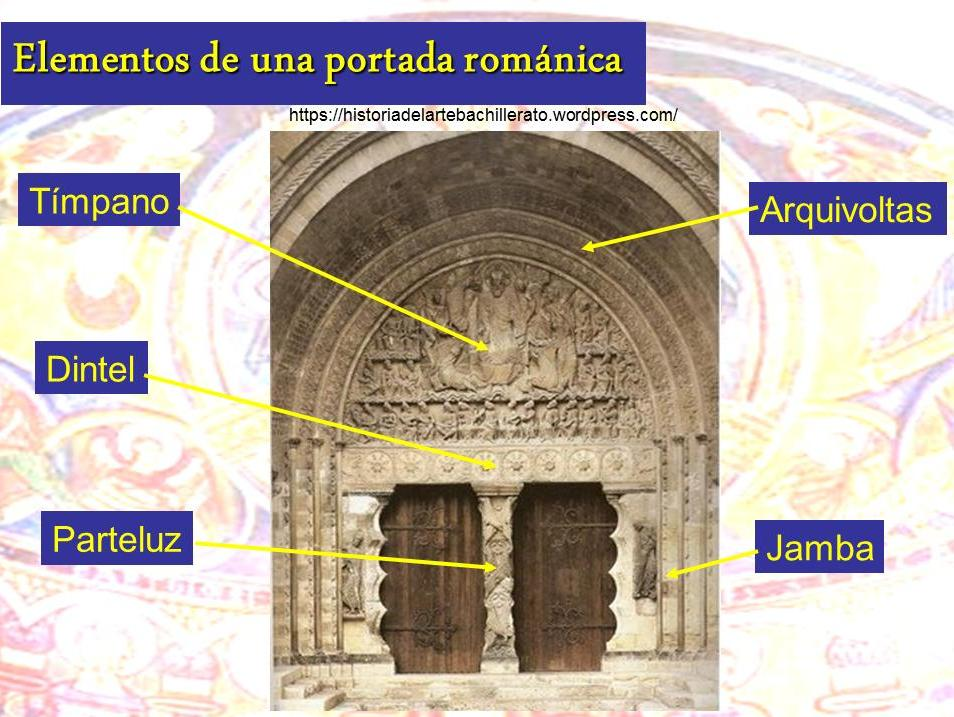 Elementos de una portada románica
https://historiadelartebachillerato.wordpress.com/
Tímpano
Arquivoltas
Dintel
Parteluz
Jamba